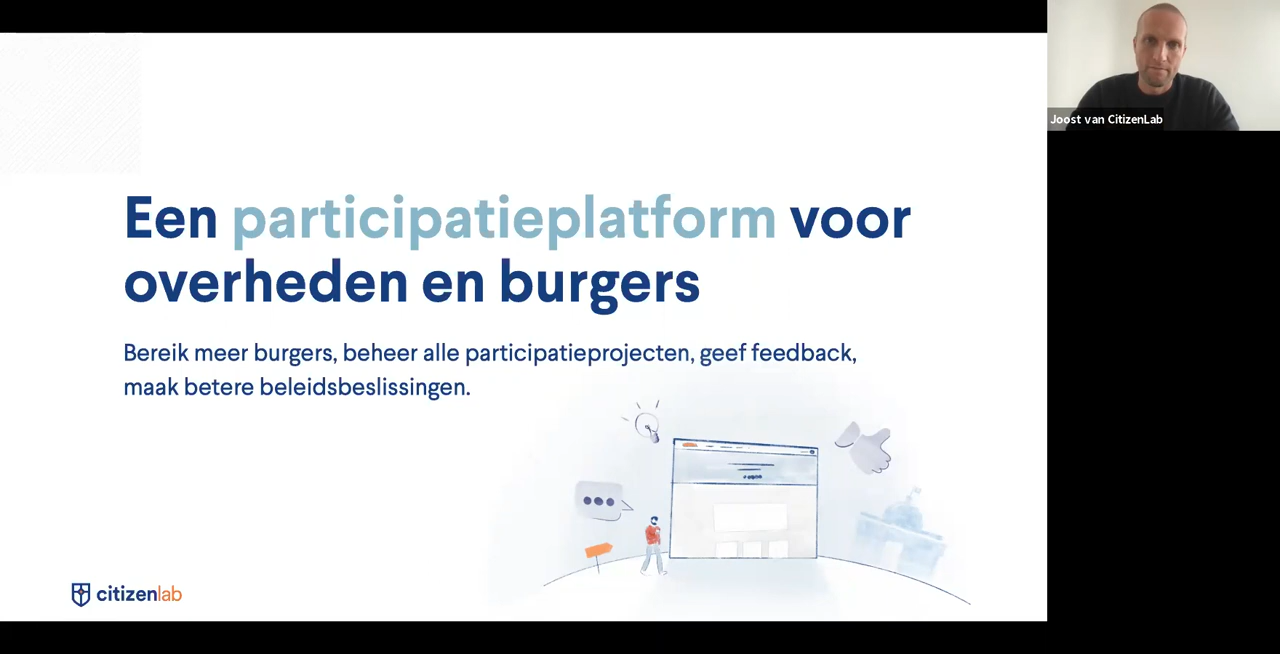 Een participatieplatform voor
overheden en burgers
Bereik meer burgers, beheer alle participatieprojecten, geef feedback,
maak betere beleidsbeslissingen.
citizenlab
Joost van CitizenLab